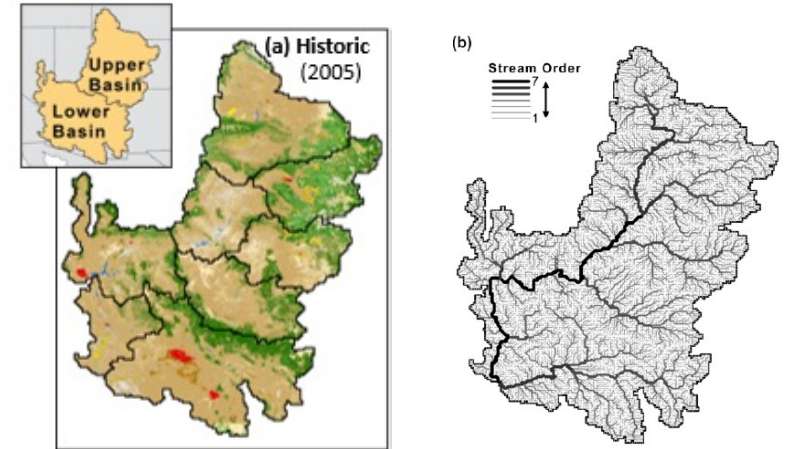 Upper
Basin
Lower
Basin
(a) Historic
(2005)
(b)
Stream Order
7
1